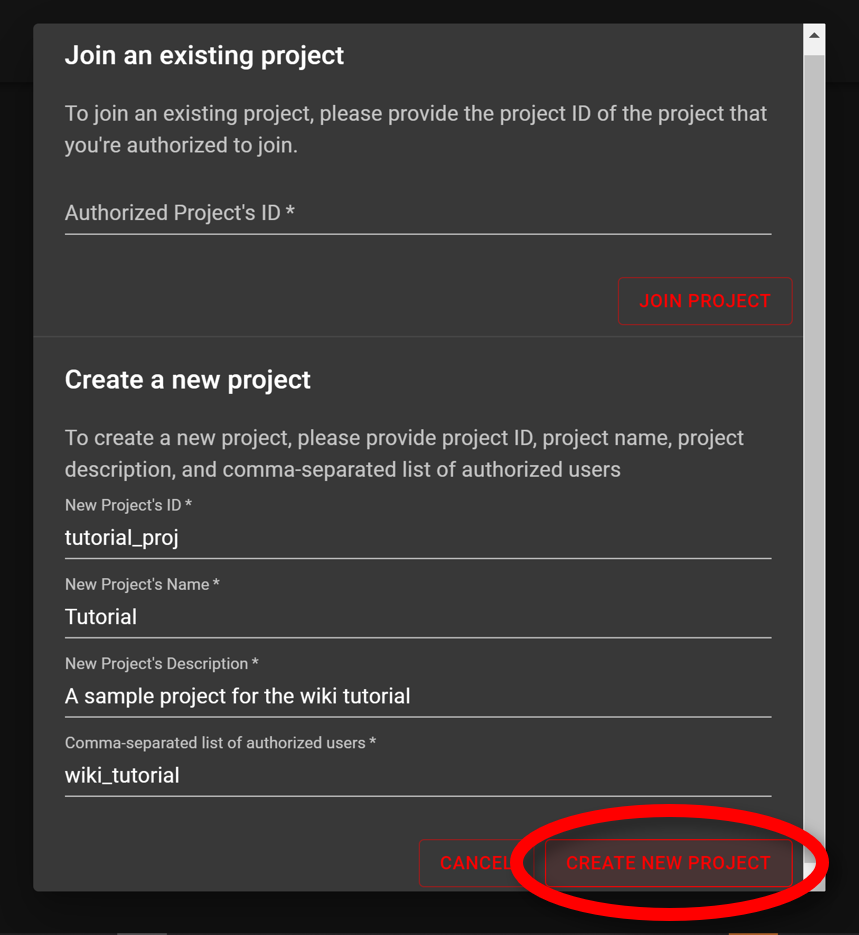 Join an existing project
To join an existing project, please provide the project ID of the project that
you're authorized to join.
Authorized Project's ID *
JOIN PROJECT
Create a new project
To create a new project, please provide project ID, project name, project
description, and comma-separated list of authorized users
New Project's ID *
tutorial_proj
New Project's Name *
Tutorial
New Project's Description *
A sample project for the wiki tutorial
Comma-separated list of authorized users *
wiki_tutorial
CANCEL CREATE NEW PROJECT